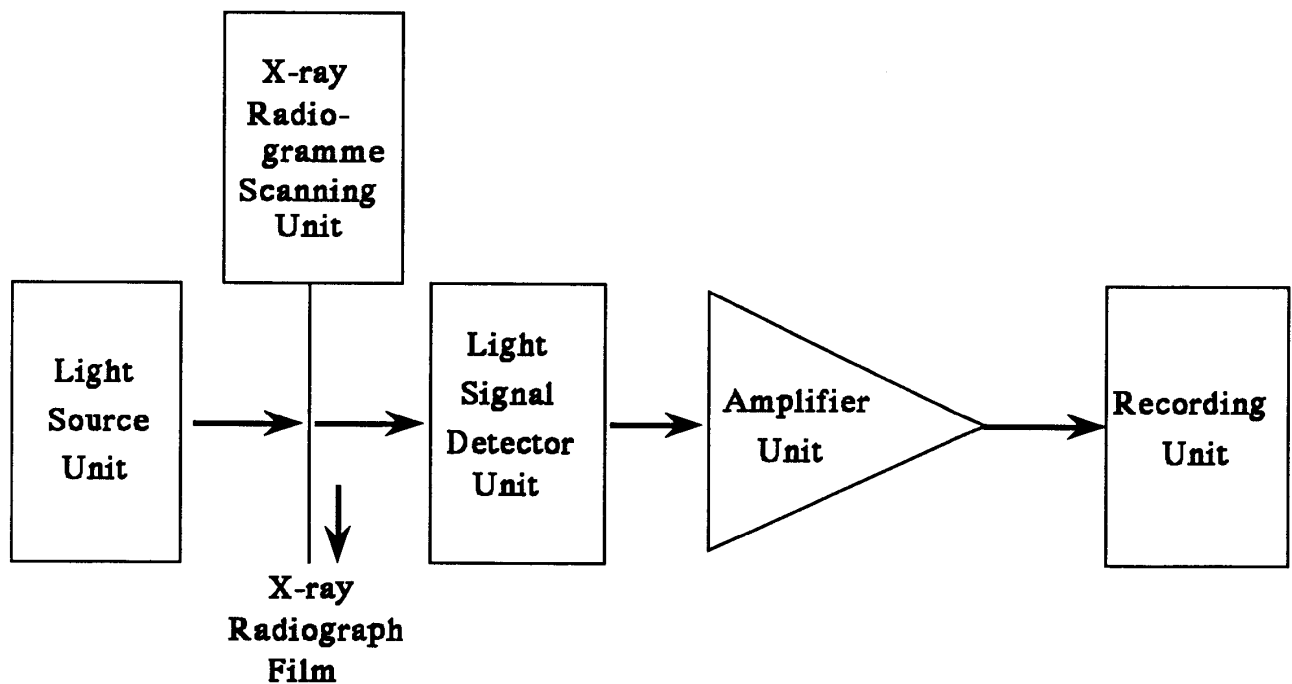 X-ray
Radio-
gramme
Scanning
Unit
Light
Source
Unit
Light
Signal
Detector
Unit
Amplifier
Unit
Recording
Unit
X-ray
Radiograph
Film